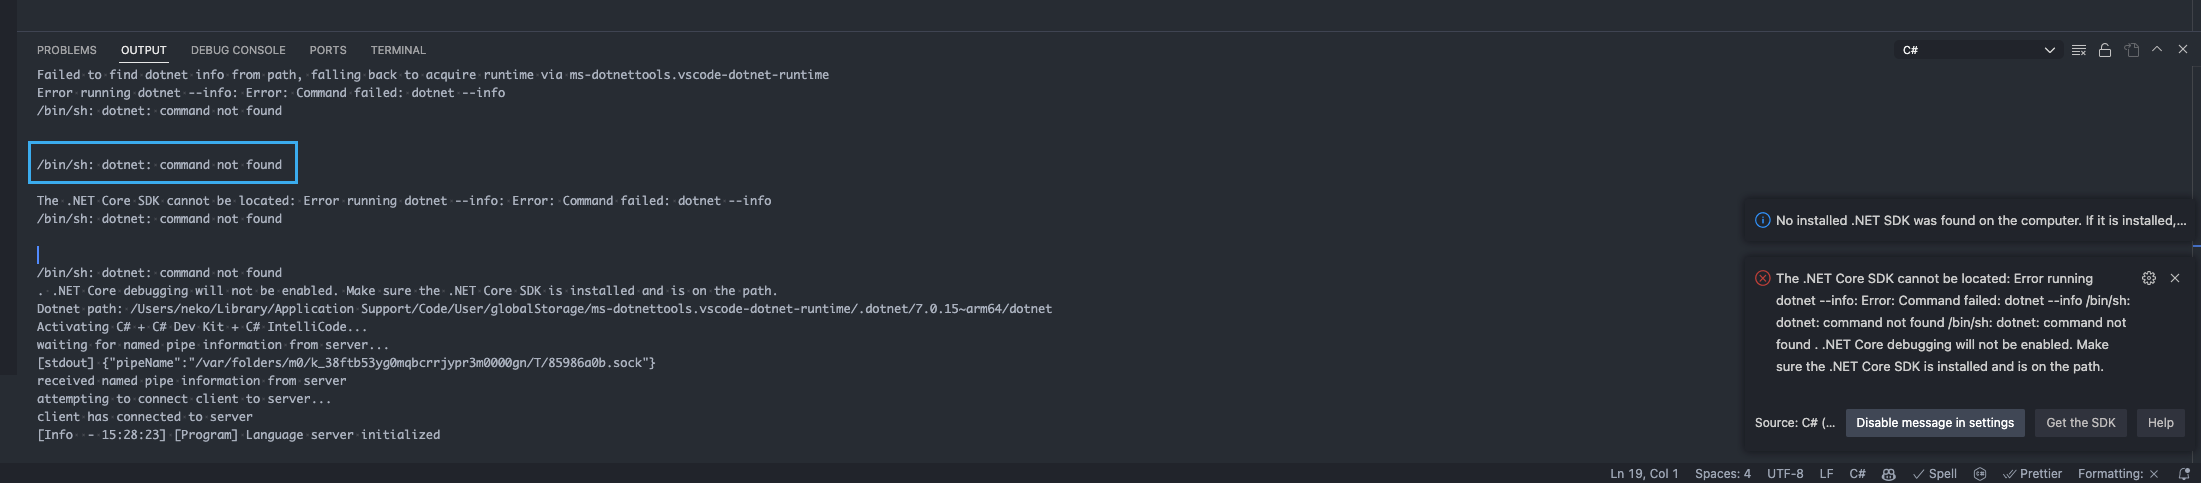 PROBLEMS OUTPUT DEBUG CONSOLE PORTS TERMINAL
C#
Failed to find dotnet info from path, falling back to acquire runtime via ms-dotnettools.vscode-dotnet-runtime
Error running dotnet --info: Error: Command failed: dotnet --info
/bin/sh: dotnet: command not found
/bin/sh: dotnet: command not found
The .NET Core SDK cannot be located: Error running dotnet --info: Error: Command failed: dotnet --info
/bin/sh: dotnet: command not found
/bin/sh: dotnet: command not found
. .NET Core debugging will not be enabled. Make sure the .NET Core SDK is installed and is on the path.
Dotnet path: /Users/neko/Library/Application Support/Code/User/globalStorage/ms-dotnettools.vscode-dotnet-runtime/.dotnet/7.0.15~arm64/dotnet
Activating C# + C# Dev Kit + C# IntelliCode...
waiting for named pipe information from server...
[stdout] {"pipeName":"/var/folders/m0/k_38ftb53yg0mqbcrrjypr3m0000gn/T/85986a0b.sock"}
received named pipe information from server
attempting to connect client to server...
client has connected to server
[Info  - 15:28:23] [Program] Language server initialized
No installed .NET SDK was found on the computer. If it is installed,...
The .NET Core SDK cannot be located: Error running
dotnet --info: Error: Command failed: dotnet --info /bin/sh:
dotnet: command not found /bin/sh: dotnet: command not
found . .NET Core debugging will not be enabled. Make
sure the .NET Core SDK is installed and is on the path.
Source: C# (... Disable message in settings Get the SDK Help
Ln 19, Col 1 Spaces: 4 UTF-8 LF C# Spell Prettier Formatting: